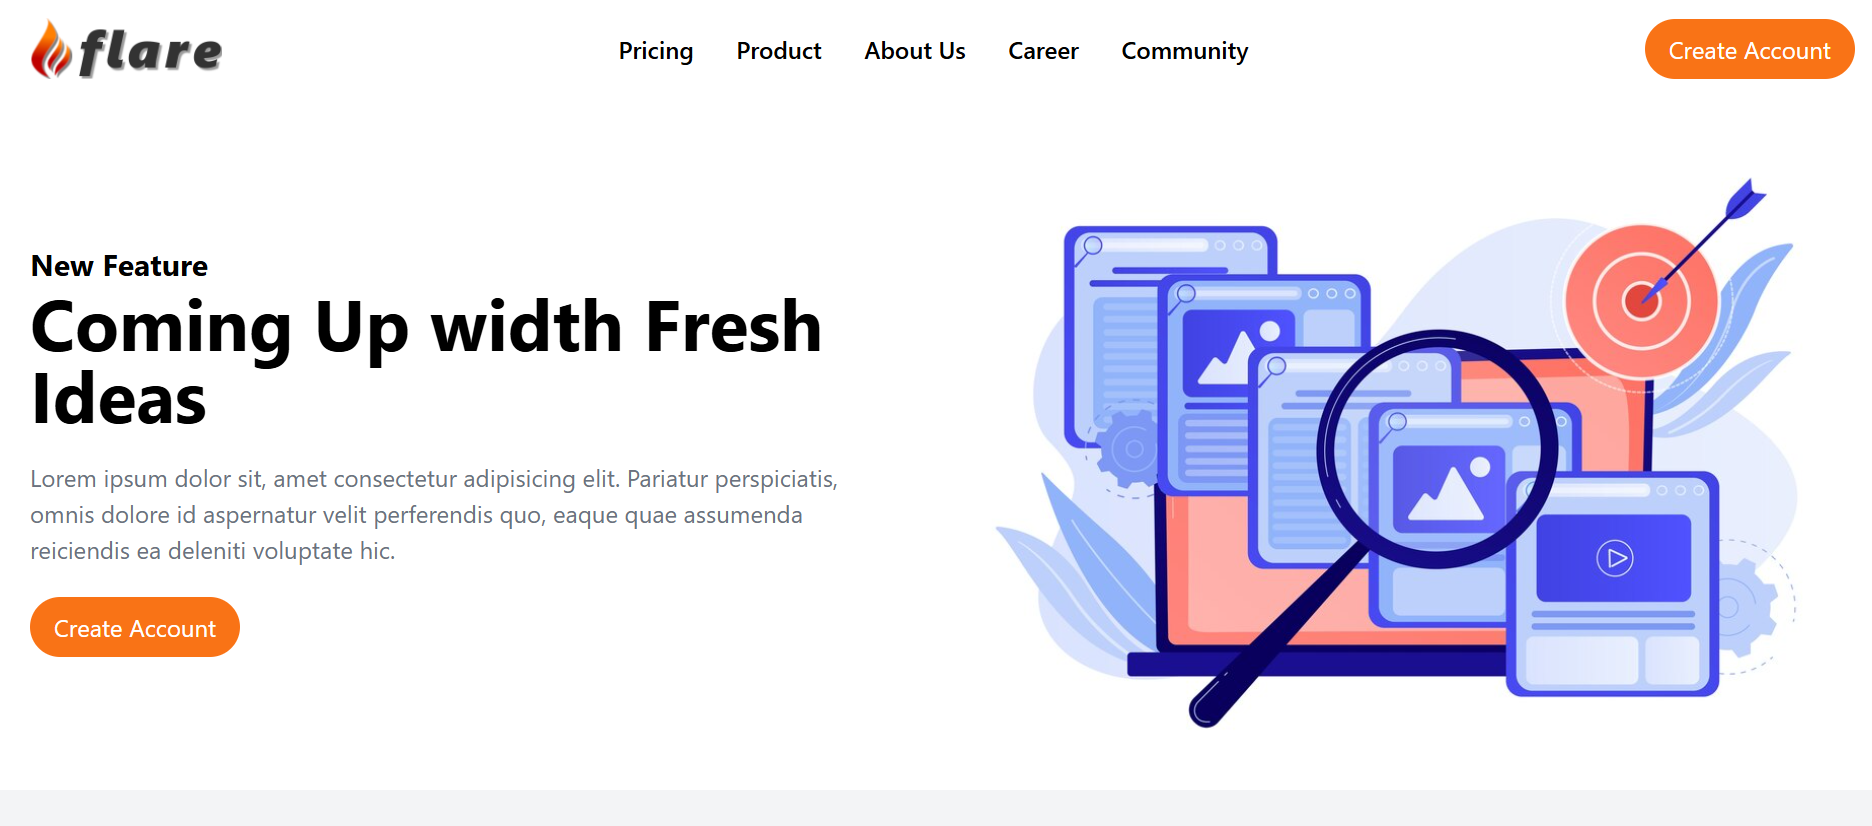 flare
Pricing Product About Us Career Community
Create Account
New Feature
Coming Up width Fresh
Ideas
Lorem ipsum dolor sit, amet consectetur adipisicing elit. Pariatur perspiciatis,
omnis dolore id aspernatur velit perferendis quo, eaque quae assumenda
reiciendis ea deleniti voluptate hic.
Create Account